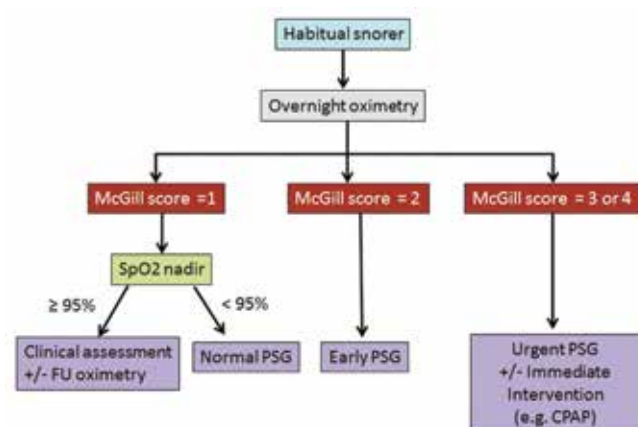 Habitual snorer
Overnight oximetry
McGill score =1
McGill score = 2
McGill score = 3 or 4
SpO2 nadir
≥ 95%
< 95%
Clinical assessment
+/- FU oximetry
Normal PSG
Early PSG
Urgent PSG
+/- Immediate
Intervention
(e.g. CPAP)